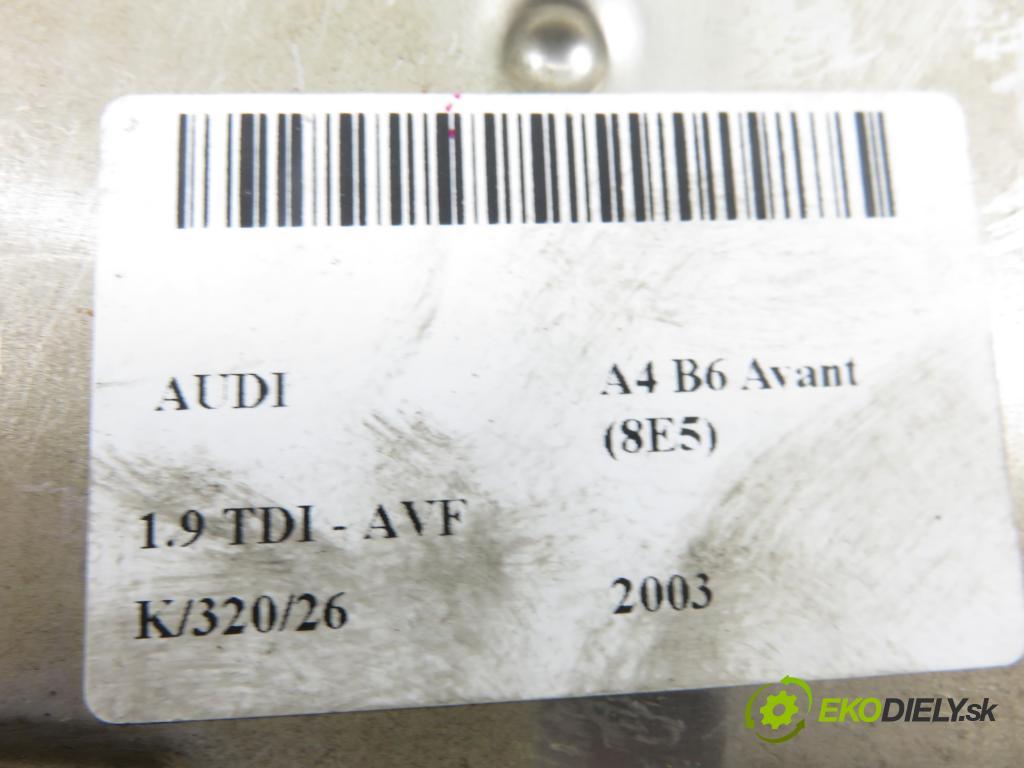 AUDI
A4 B6 Avant
(8E5)
1.9 TDI - AVF
K/320/26
2003
EKODIELY.sk